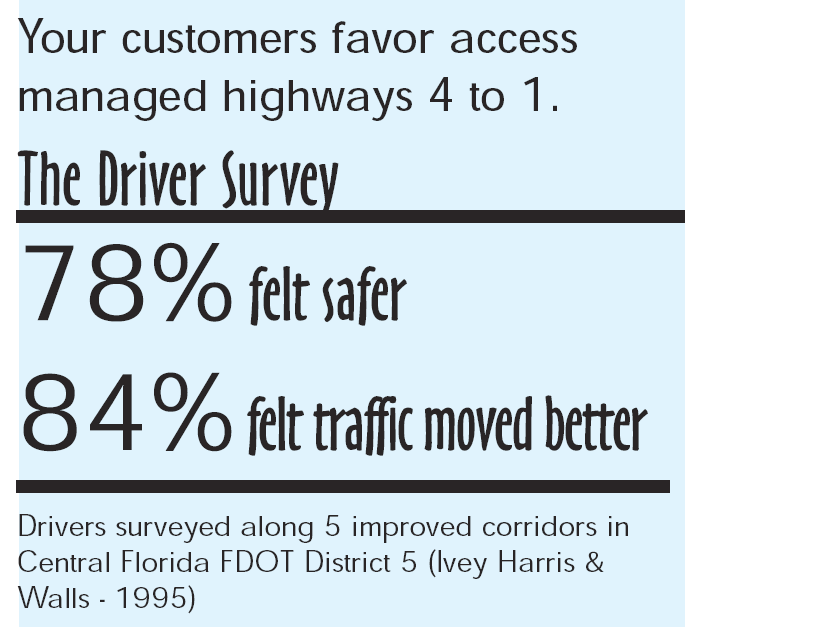 Your customers favor access
managed highways 4 to 1.
The Driver Survey
78% felt safer
84% felt traffic moved better
Drivers surveyed along 5 improved corridors in
Central Florida FDOT District 5 (Ivey Harris &
Walls - 1995)